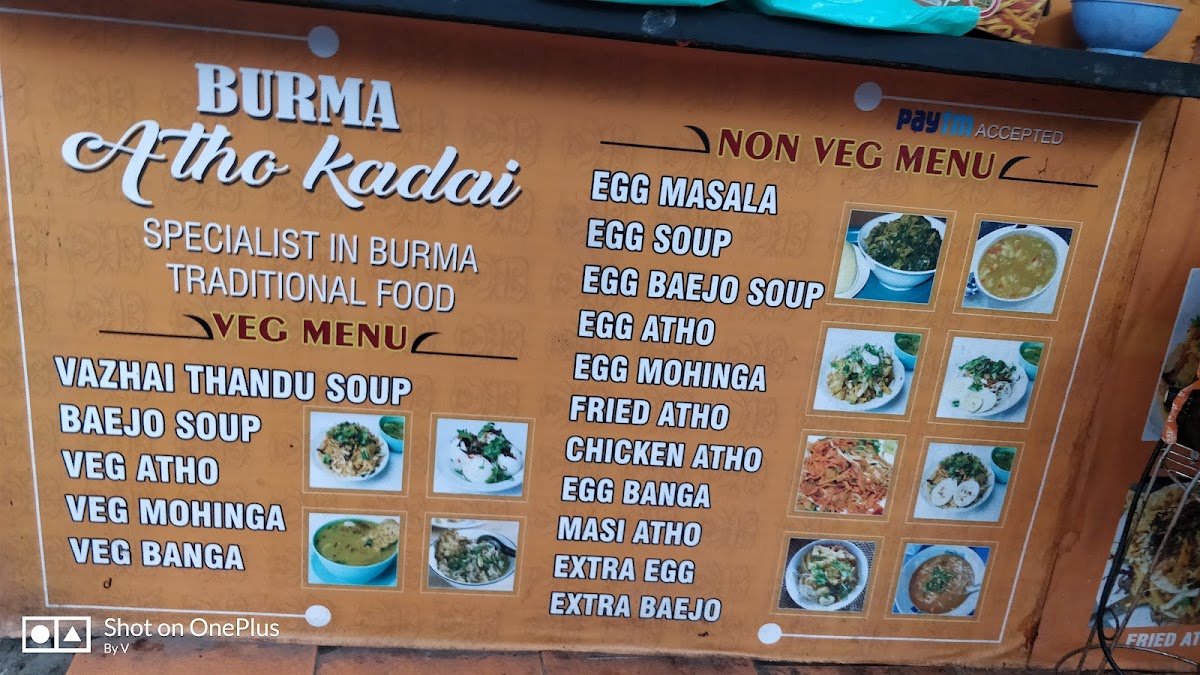 BURMA
Atho Kadai
SPECIALIST IN BURMA
TRADITIONAL FOOD
VEG MENU
VAZHAI THANDU SOUP
BAEJO SOUP
VEG ATHO
VEG MOHINGA
VEG BANGA
paytm ACCEPTED
NON VEG MENU
EGG MASALA
EGG SOUP
EGG BAEJO SOUP
EGG ATHO
EGG MOHINGA
FRIED ATHO
CHICKEN ATHO
EGG BANGA
MASI ATHO
EXTRA EGG
EXTRA BAEJO
FRIED AT
Shot on OnePlus
By V